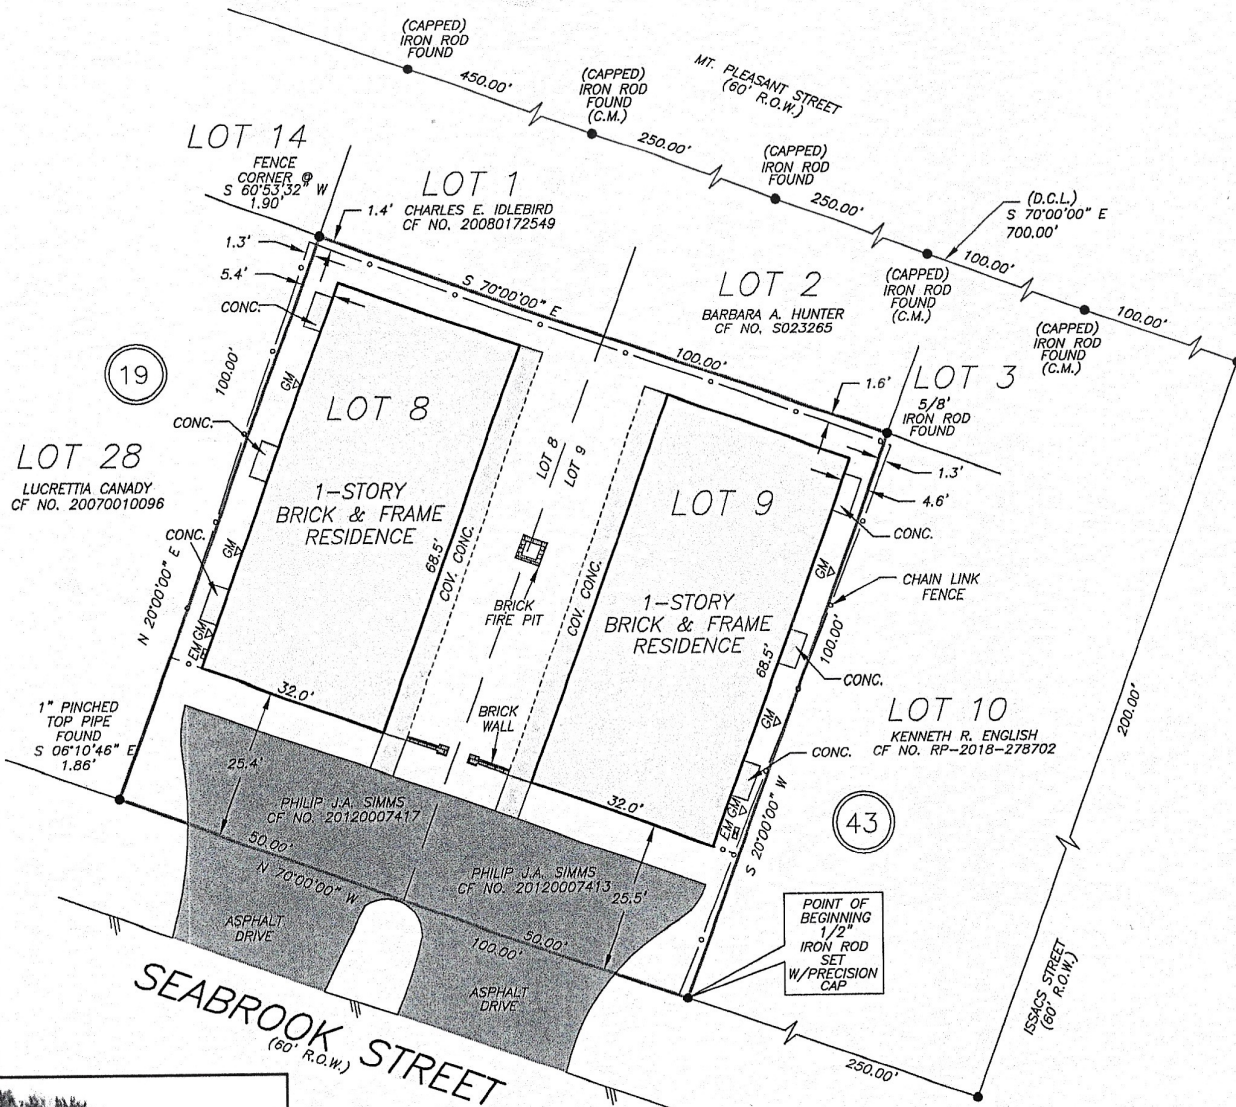 (CAPPED)
IRON ROD
FOUND
450.00'
(CAPPED)
IRON ROD
FOUND
(C.M.)
MT. PLEASANT STREET
(60' R.O.W.)
250.00'
(CAPPED)
IRON ROD
FOUND
250.00'
(D.C.L.)
S 70°00'00" E
700.00'
(CAPPED)
IRON ROD
FOUND
(C.M.)
100.00'
(CAPPED)
IRON ROD
FOUND
(C.M.)
100.00'
LOT 14
FENCE
CORNER @
S 60°53'32" W
1.90'
LOT 1
CHARLES E. IDLEBIRD
CF NO. 20080172549
1.4'
1.3'
5.4'
CONC.
S 70°00'00" E
100.00'
LOT 2
BARBARA A. HUNTER
CF NO. S023265
1.6'
LOT 3
5/8'
IRON ROD
FOUND
1.3'
4.6'
CONC.
19
100.00'
GM
CONC.
LOT 28
LUCRETTIA CANADY
CF NO. 20070010096
CONC.
GM
N 20°00'00" E
GM
EM
LOT 8
1-STORY
BRICK & FRAME
RESIDENCE
68.5'
COV. CONC.
32.0'
LOT 8
LOT 9
BRICK
FIRE PIT
COV. CONC.
LOT 9
1-STORY
BRICK & FRAME
RESIDENCE
68.5'
32.0'
GM
CHAIN LINK
FENCE
100.00'
CONC.
GM
LOT 10
KENNETH R. ENGLISH
CF NO. RP-2018-278702
CONC.
GM
EM
S 20°00'00" W
43
200.00'
BRICK
WALL
1" PINCHED
TOP PIPE
FOUND
S 06°10'46" E
1.86'
25.4'
PHILIP J.A. SIMMS
CF NO. 20120007417
50.00'
N 70°00'00" W
PHILIP J.A. SIMMS
CF NO. 20120007413
25.5'
50.00'
100.00'
ASPHALT
DRIVE
ASPHALT
DRIVE
POINT OF
BEGINNING
1/2"
IRON ROD
SET
W/PRECISION
CAP
ISSACS STREET
(60' R.O.W.)
250.00'
SEABROOK STREET
(60' R.O.W.)